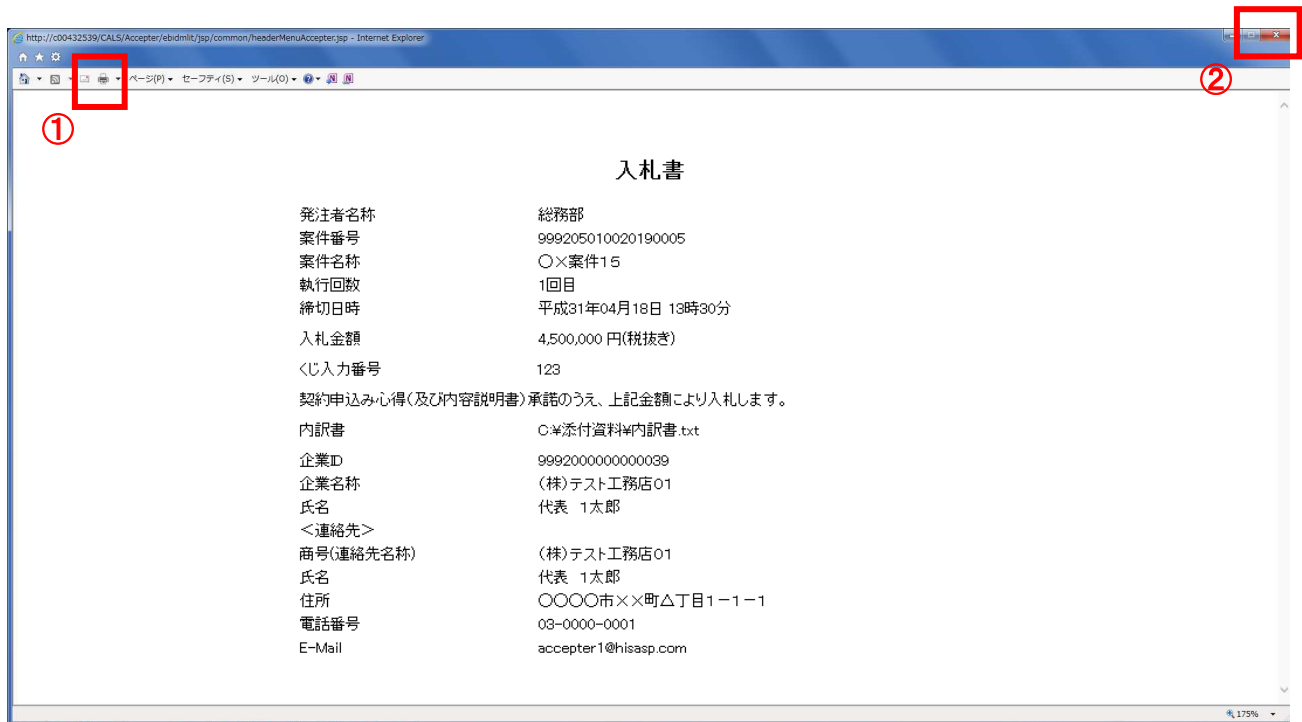 http://c00432539/CALS/Accepter/ebidmlit/jsp/common/headerMenuAccepter.jsp - Internet Explorer
ページ(P) セーフティ(S) ツール(O)
①
②
入札書
発注者名称 総務部
案件番号 999205010020190005
案件名称 〇×案件15
執行回数 1回目
締切日時 平成31年04月18日 13時30分
入札金額 4,500,000 円(税抜き)
くじ入力番号 123
契約申込み心得(及び内容説明書)承諾のうえ、上記金額により入札します。
内訳書 C:¥添付資料¥内訳書.txt
企業ID 9992000000000039
企業名称 (株)テスト工務店01
氏名 代表 1太郎
<連絡先>
商号(連絡先名称) (株)テスト工務店01
氏名 代表 1太郎
住所 〇〇〇〇市××町△丁目1-1-1
電話番号 03-0000-0001
E-Mail accepter1@hisasp.com
175%